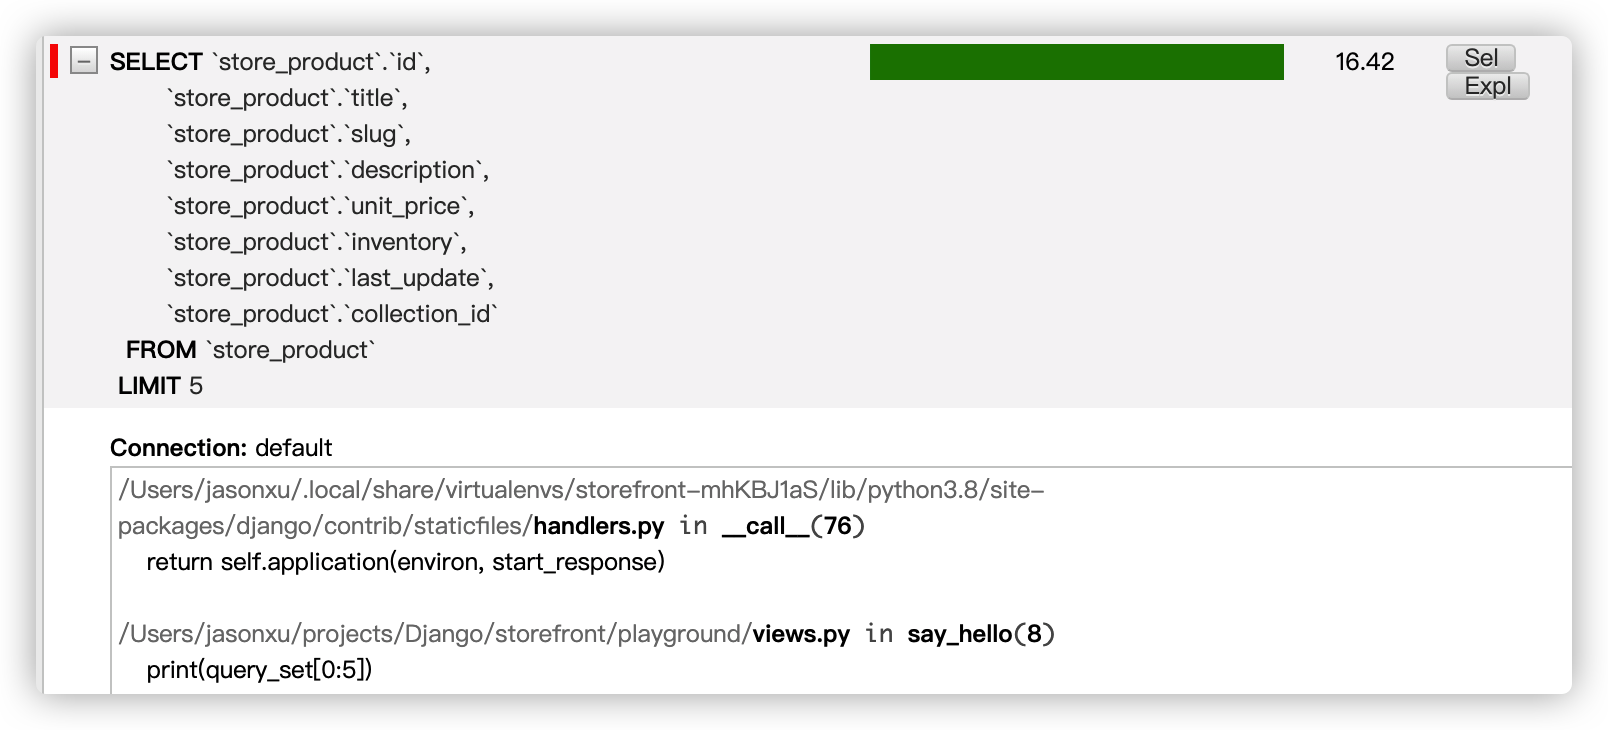 − SELECT `store_product`.`id`, 16.42 Sel
Expl
`store_product`.`title`,
`store_product`.`slug`,
`store_product`.`description`,
`store_product`.`unit_price`,
`store_product`.`inventory`,
`store_product`.`last_update`,
`store_product`.`collection_id`
FROM `store_product`
LIMIT 5
Connection: default
/Users/jasonxu/.local/share/virtualenvs/storefront-mhKBJ1aS/lib/python3.8/site-
packages/django/contrib/staticfiles/handlers.py in __call__(76)
return self.application(environ, start_response)
/Users/jasonxu/projects/Django/storefront/playground/views.py in say_hello(8)
print(query_set[0:5])